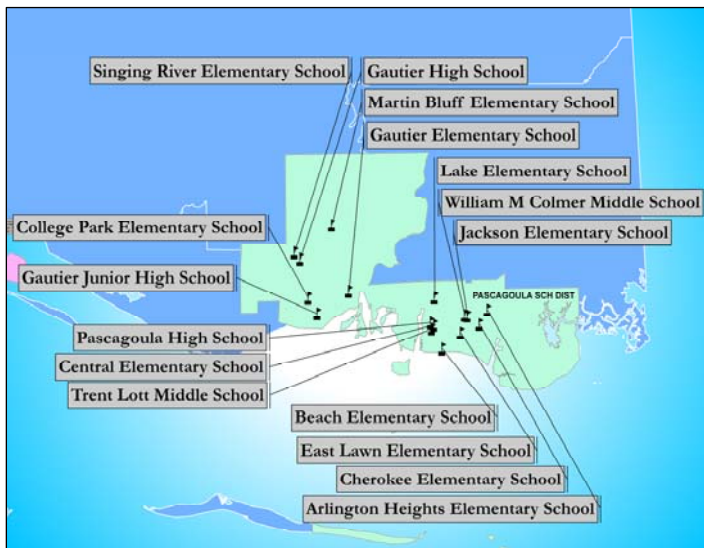 Singing River Elementary School
Gautier High School
Martin Bluff Elementary School
Gautier Elementary School
Lake Elementary School
William M Colmer Middle School
Jackson Elementary School
College Park Elementary School
Gautier Junior High School
PASCAGOULA SCH DIST
Pascagoula High School
Central Elementary School
Trent Lott Middle School
Beach Elementary School
East Lawn Elementary School
Cherokee Elementary School
Arlington Heights Elementary School